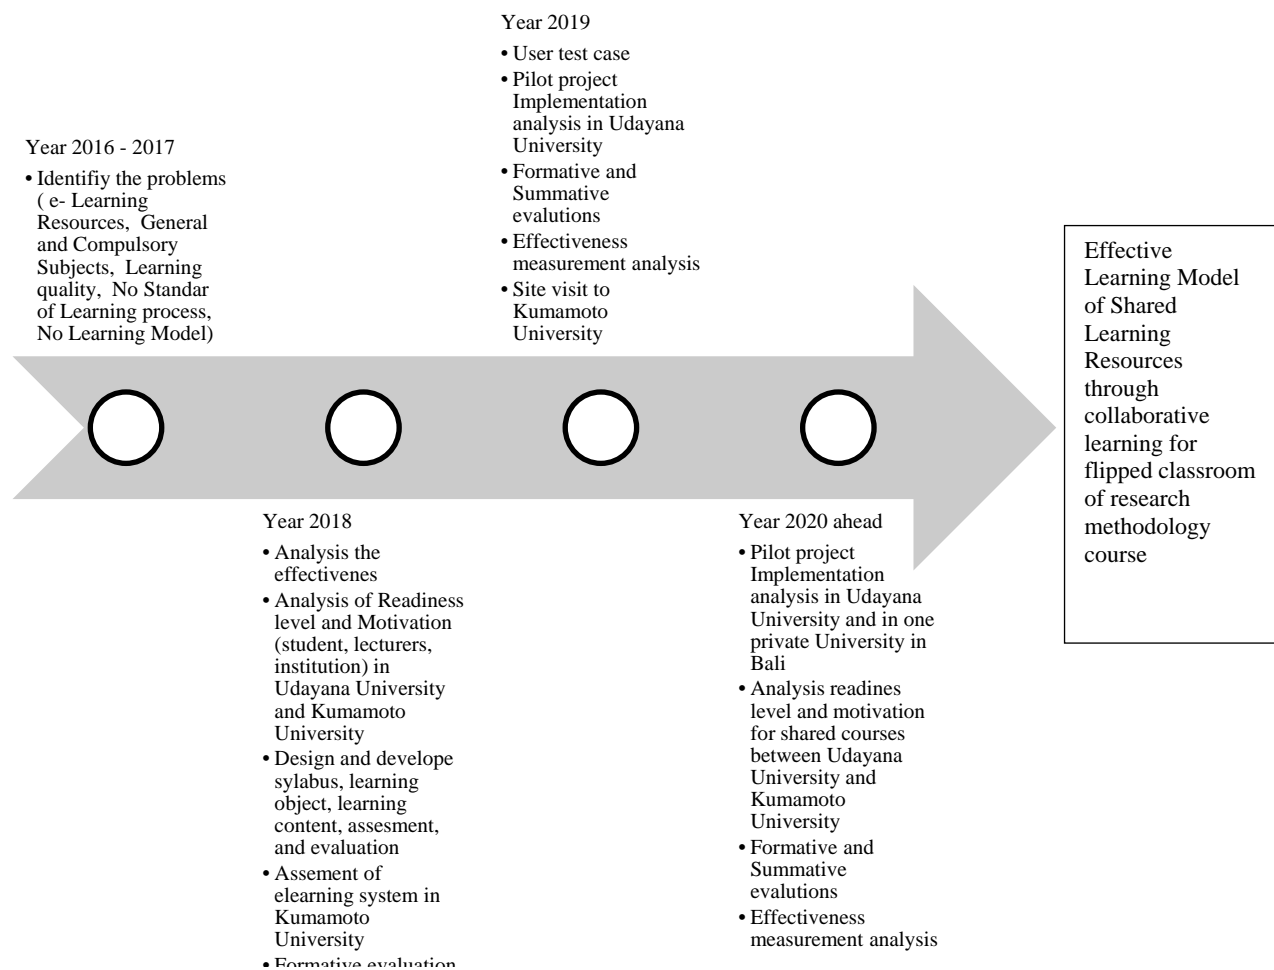 Year 2016 - 2017
• Identifiy the problems
( e- Learning
Resources, General
and Compulsory
Subjects, Learning
quality, No Standar
of Learning process,
No Learning Model)
Year 2018
• Analysis the
effectivenes
• Analysis of Readiness
level and Motivation
(student, lecturers,
institution) in
Udayana University
and Kumamoto
University
• Design and develope
sylabus, learning
object, learning
content, assesment,
and evaluation
• Assement of
elearning system in
Kumamoto
University
• Formative evaluation
Year 2019
• User test case
• Pilot project
Implementation
analysis in Udayana
University
• Formative and
Summative
evalutions
• Effectiveness
measurement analysis
• Site visit to
Kumamoto
University
Year 2020 ahead
• Pilot project
Implementation
analysis in Udayana
University and in one
private University in
Bali
• Analysis readines
level and motivation
for shared courses
between Udayana
University and
Kumamoto
University
• Formative and
Summative
evalutions
• Effectiveness
measurement analysis
Effective
Learning Model
of Shared
Learning
Resources
through
collaborative
learning for
flipped classroom
of research
methodology
course